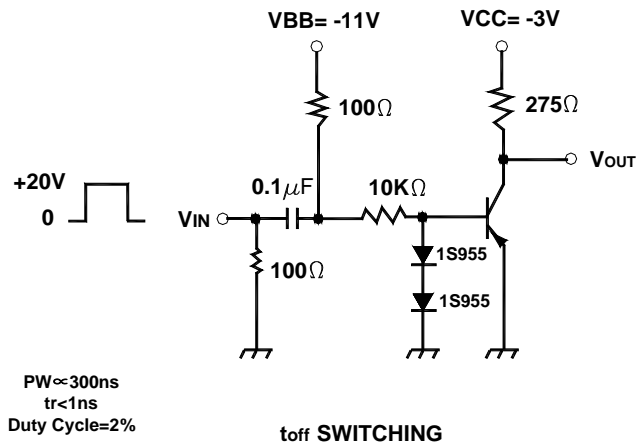 VBB= -11V
VCC= -3V
100Ω
275Ω
VOUT
+20V
0
0.1μF
10KΩ
VIN
1S955
100Ω
1S955
PW∝300ns
tr<1ns
Duty Cycle=2%
toff SWITCHING